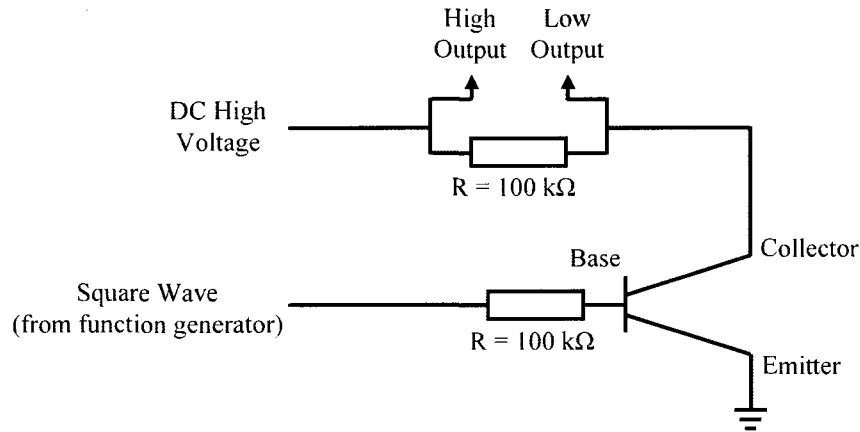 High
Output
Low
Output
DC High
Voltage
R = 100 kΩ
Collector
Base
Square Wave
(from function generator)
R = 100 kΩ
Emitter